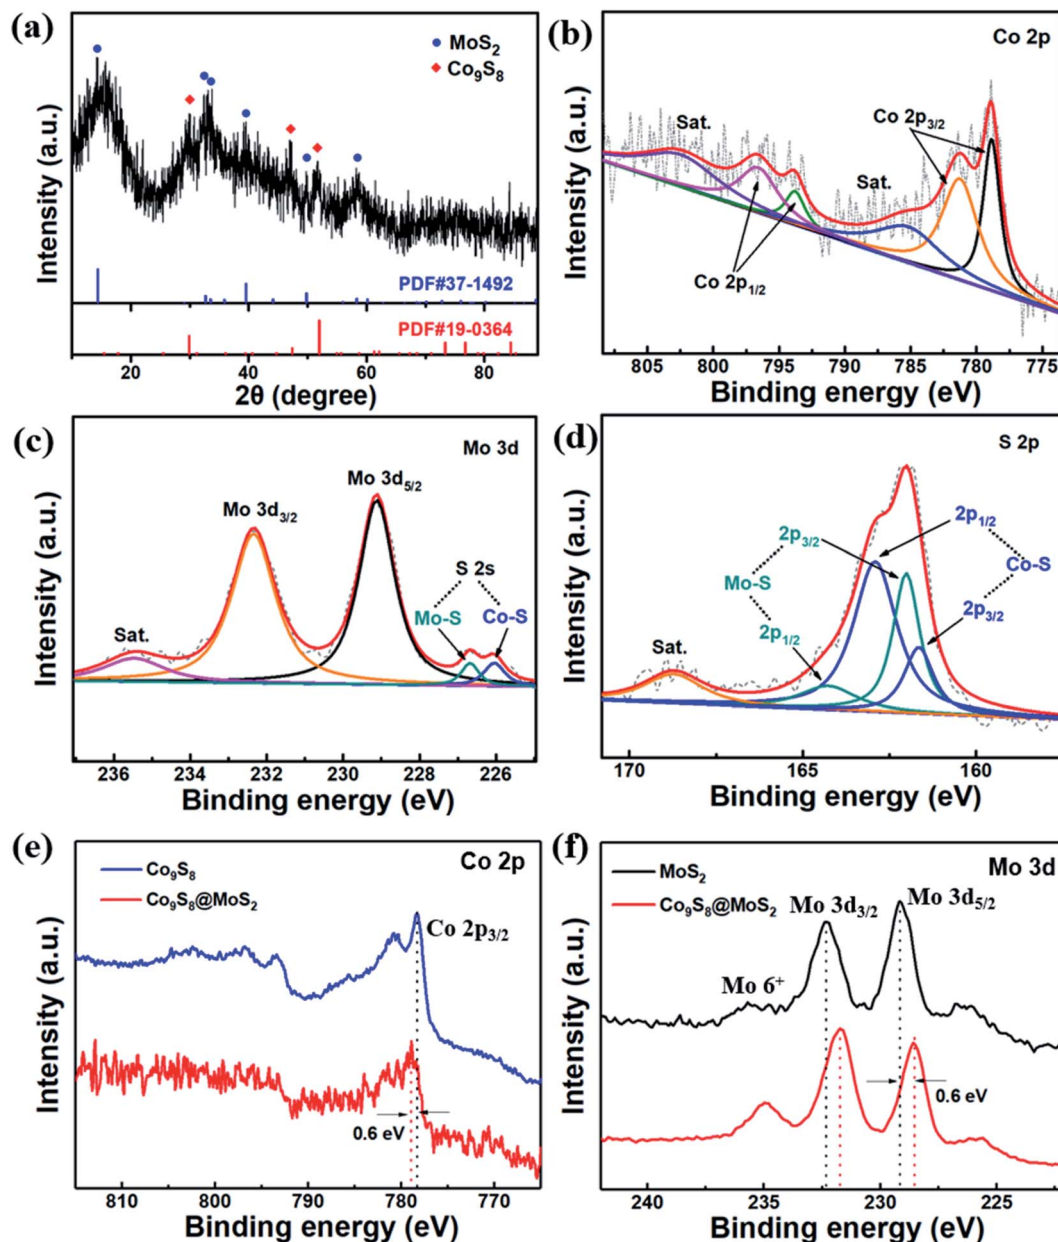 (a)
MoS₂
Co₉S₈
PDF#37-1492
PDF#19-0364
Intensity (a.u.)
20 40 60 80
2θ (degree)
(b)
Co 2p
Sat.
Co 2p₃/₂
Sat.
Co 2p₁/₂
Intensity (a.u.)
805 800 795 790 785 780 775
Binding energy (eV)
(c)
Mo 3d
Mo 3d₅/₂
Mo 3d₃/₂
S 2s
Mo-S Co-S
Sat.
Intensity (a.u.)
236 234 232 230 228 226
Binding energy (eV)
(d)
S 2p
2p₁/₂
2p₃/₂
Mo-S
Co-S
2p₃/₂
2p₁/₂
Sat.
Intensity (a.u.)
170 165 160
Binding energy (eV)
(e)
Co 2p
Co₉S₈
Co₉S₈@MoS₂
Co 2p₃/₂
0.6 eV
Intensity (a.u.)
810 800 790 780 770
Binding energy (eV)
(f)
Mo 3d
MoS₂
Co₉S₈@MoS₂
Mo 3d₃/₂
Mo 3d₅/₂
Mo 6⁺
0.6 eV
Intensity (a.u.)
240 235 230 225
Binding energy (eV)